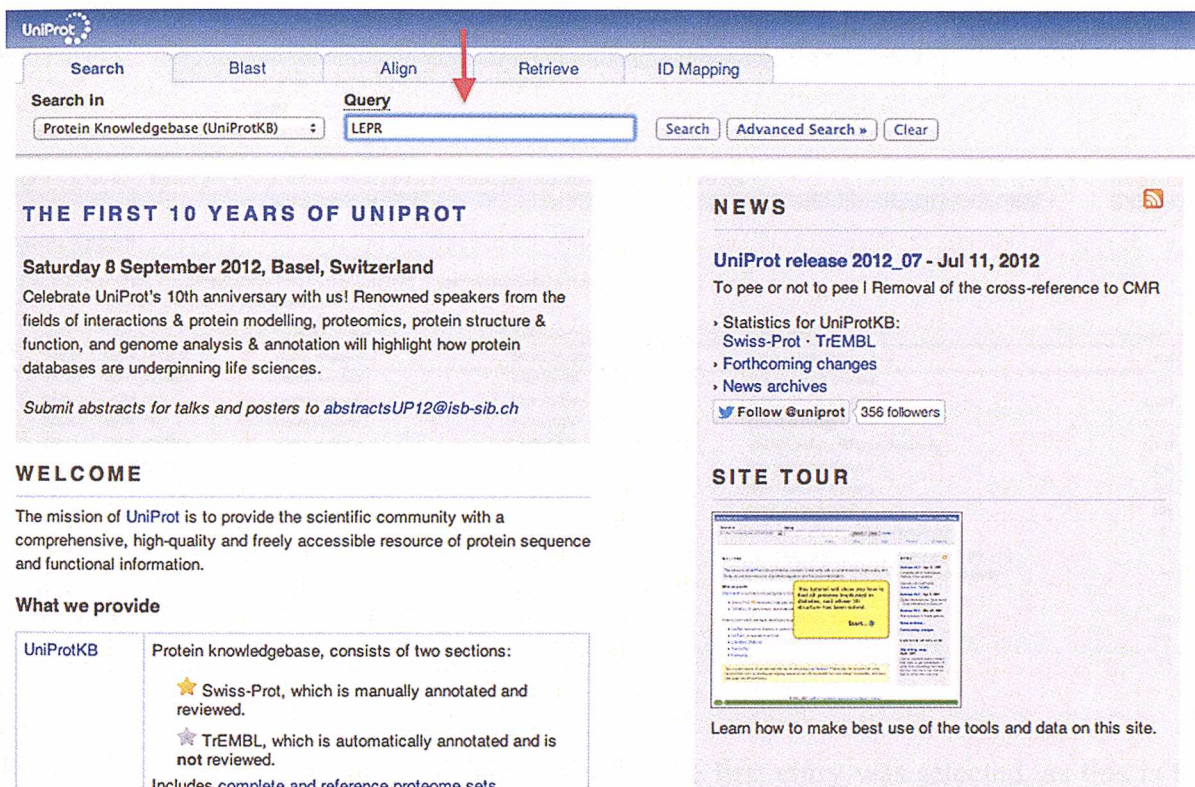 UniProt
Search Blast Align Retrieve ID Mapping
Search in
Query
Protein Knowledgebase (UniProtKB)
LEPR
Search Advanced Search » Clear
THE FIRST 10 YEARS OF UNIPROT
Saturday 8 September 2012, Basel, Switzerland
Celebrate UniProt's 10th anniversary with us! Renowned speakers from the
fields of interactions & protein modelling, proteomics, protein structure &
function, and genome analysis & annotation will highlight how protein
databases are underpinning life sciences.
Submit abstracts for talks and posters to abstractsUP12@isb-sib.ch
WELCOME
The mission of UniProt is to provide the scientific community with a
comprehensive, high-quality and freely accessible resource of protein sequence
and functional information.
What we provide
UniProtKB
Protein knowledgebase, consists of two sections:
Swiss-Prot, which is manually annotated and
reviewed.
TrEMBL, which is automatically annotated and is
not reviewed.
Includes complete and reference proteome sets
NEWS
UniProt release 2012_07 - Jul 11, 2012
To pee or not to pee | Removal of the cross-reference to CMR
› Statistics for UniProtKB:
Swiss-Prot · TrEMBL
› Forthcoming changes
› News archives
Follow @uniprot 356 followers
SITE TOUR
Start...
Learn how to make best use of the tools and data on this site.